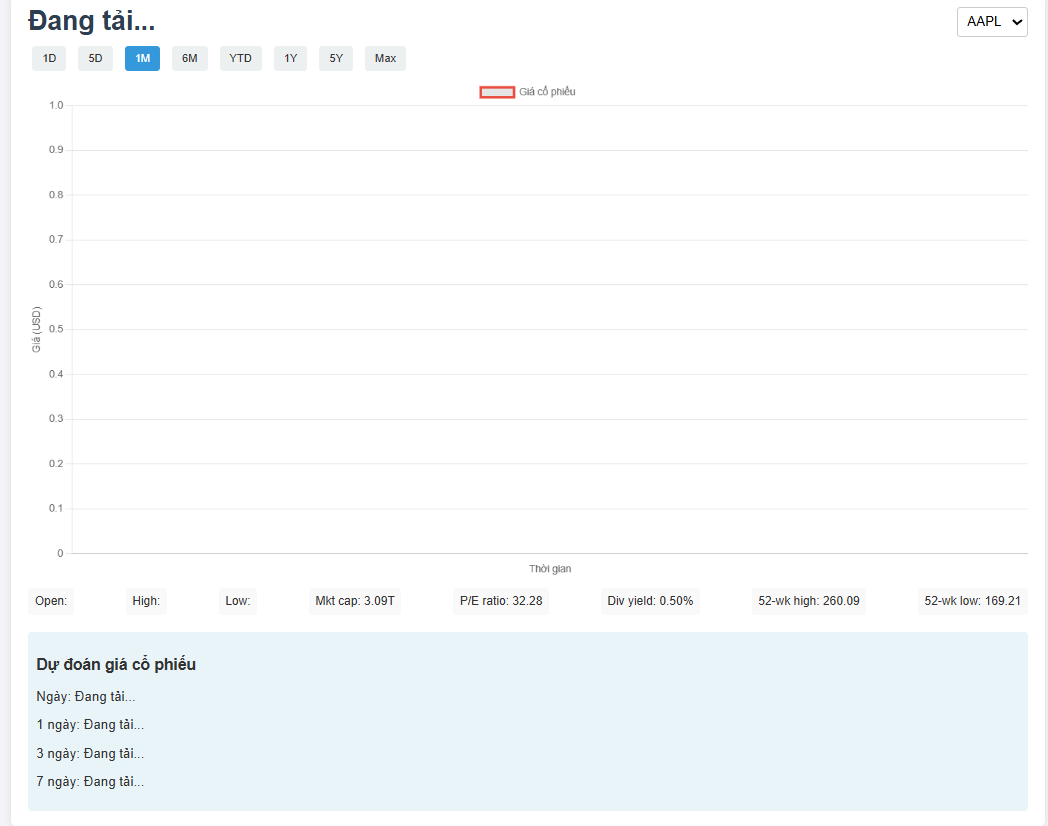 Đang tải...
AAPL
1D 5D 1M 6M YTD 1Y 5Y Max
Giá cổ phiếu
1.0
0.9
0.8
0.7
0.6
0.5
0.4
0.3
0.2
0.1
0
Giá (USD)
Thời gian
Open: High: Low: Mkt cap: 3.09T P/E ratio: 32.28 Div yield: 0.50% 52-wk high: 260.09 52-wk low: 169.21
Dự đoán giá cổ phiếu
Ngày: Đang tải...
1 ngày: Đang tải...
3 ngày: Đang tải...
7 ngày: Đang tải...